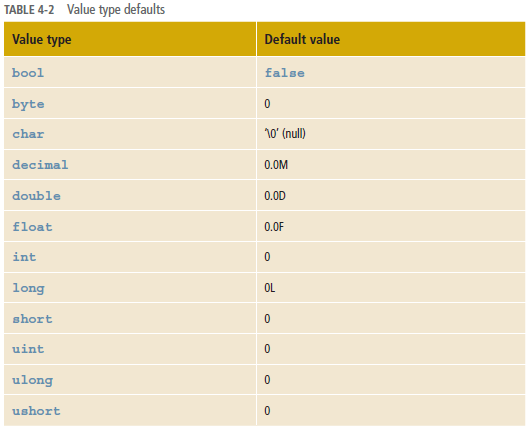 TABLE 4-2 Value type defaults
Value type Default value
bool false
byte 0
char '\0' (null)
decimal 0.0M
double 0.0D
float 0.0F
int 0
long 0L
short 0
uint 0
ulong 0
ushort 0